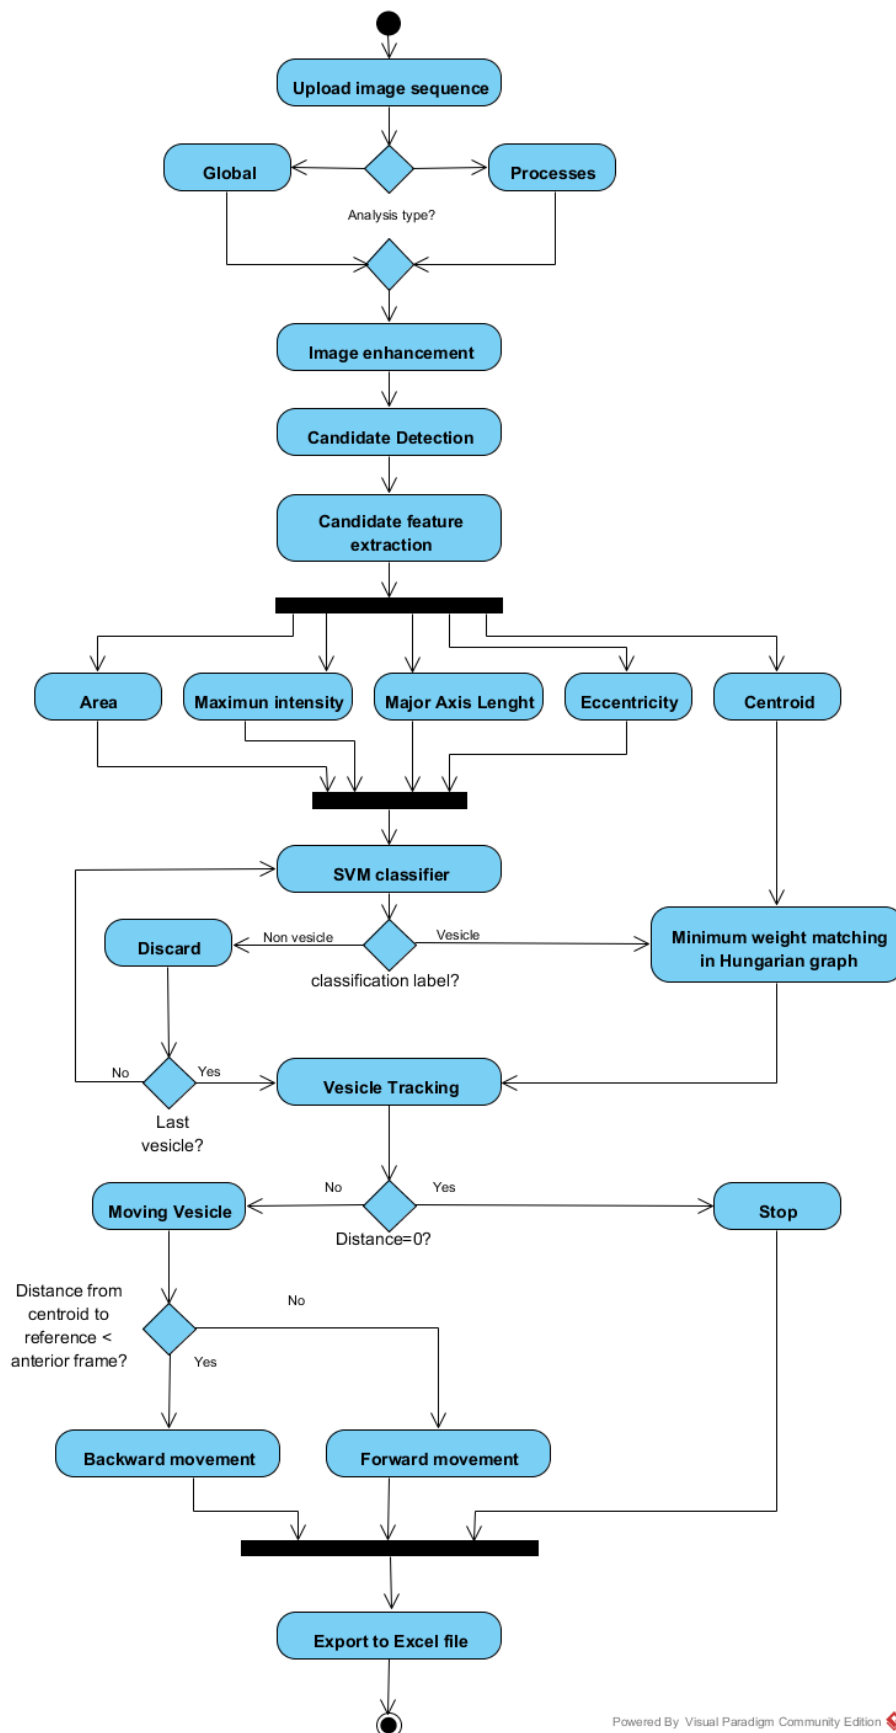 Upload image sequence
Global
Processes
Analysis type?
Image enhancement
Candidate Detection
Candidate feature
extraction
Area
Maximun intensity
Major Axis Lenght
Eccentricity
Centroid
SVM classifier
Discard
Non vesicle
Vesicle
Minimum weight matching
in Hungarian graph
classification label?
No
Yes
Vesicle Tracking
Last
vesicle?
Moving Vesicle
No
Yes
Stop
Distance=0?
Distance from
centroid to
reference <
anterior frame?
No
Yes
Backward movement
Forward movement
Export to Excel file
Powered By Visual Paradigm Community Edition